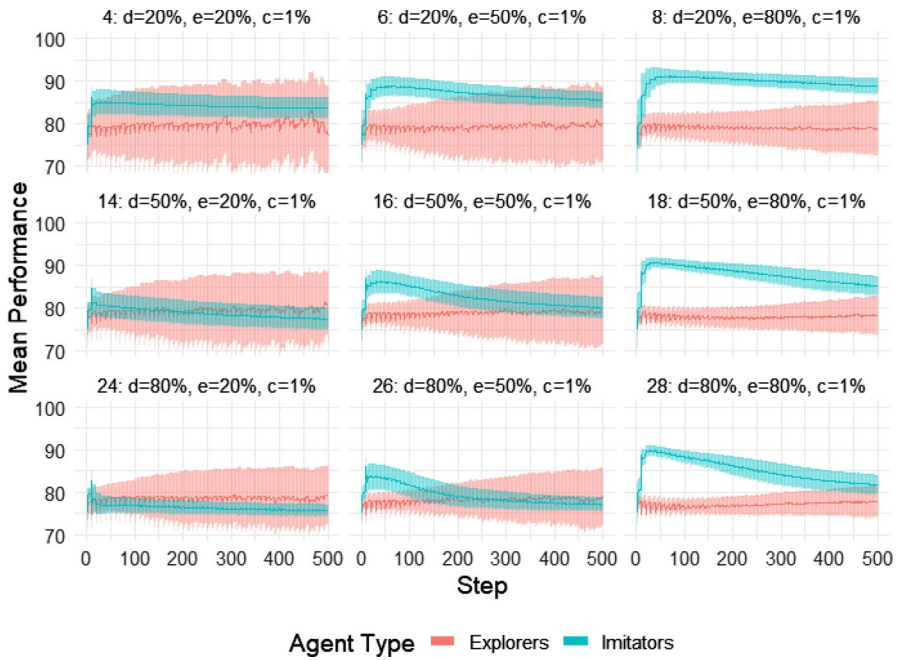 4: d=20%, e=20%, c=1% 6: d=20%, e=50%, c=1% 8: d=20%, e=80%, c=1%
100
90
80
70
14: d=50%, e=20%, c=1% 16: d=50%, e=50%, c=1% 18: d=50%, e=80%, c=1%
100
90
80
70
Mean Performance
24: d=80%, e=20%, c=1% 26: d=80%, e=50%, c=1% 28: d=80%, e=80%, c=1%
100
90
80
70
0 100 200 300 400 500 0 100 200 300 400 500 0 100 200 300 400 500
Step
Agent Type Explorers Imitators